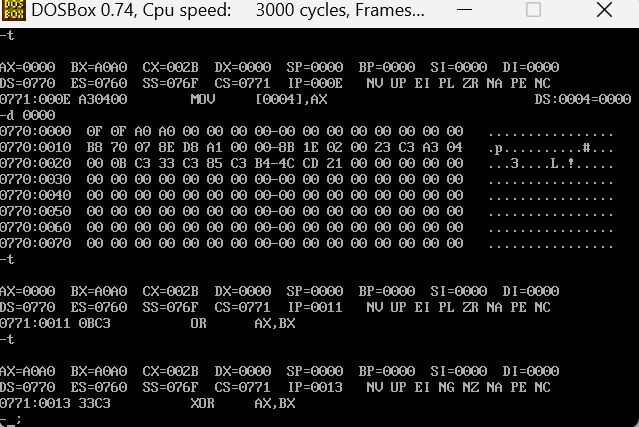 DOS BOX DOSBox 0.74, Cpu speed: 3000 cycles, Frames...
-t
AX=0000 BX=A0A0 CX=002B DX=0000 SP=0000 BP=0000 SI=0000 DI=0000
DS=0770 ES=0760 SS=076F CS=0771 IP=000E NV UP EI PL ZR NA PE NC
0771:000E A30400 MOV [0004],AX DS:0004=0000
-d 0000
0770:0000 0F 0F A0 A0 00 00 00 00-00 00 00 00 00 00 00 00 ................
0770:0010 B8 70 07 8E D8 A1 00 00-8B 1E 02 00 23 C3 A3 04 .p..........#...
0770:0020 00 0B C3 33 C3 85 C3 B4-4C CD 21 00 00 00 00 00 ...3....L.!.....
0770:0030 00 00 00 00 00 00 00 00-00 00 00 00 00 00 00 00 ................
0770:0040 00 00 00 00 00 00 00 00-00 00 00 00 00 00 00 00 ................
0770:0050 00 00 00 00 00 00 00 00-00 00 00 00 00 00 00 00 ................
0770:0060 00 00 00 00 00 00 00 00-00 00 00 00 00 00 00 00 ................
0770:0070 00 00 00 00 00 00 00 00-00 00 00 00 00 00 00 00 ................
-t
AX=0000 BX=A0A0 CX=002B DX=0000 SP=0000 BP=0000 SI=0000 DI=0000
DS=0770 ES=0760 SS=076F CS=0771 IP=0011 NV UP EI PL ZR NA PE NC
0771:0011 0BC3 OR AX,BX
-t
AX=A0A0 BX=A0A0 CX=002B DX=0000 SP=0000 BP=0000 SI=0000 DI=0000
DS=0770 ES=0760 SS=076F CS=0771 IP=0013 NV UP EI NG NZ NA PE NC
0771:0013 33C3 XOR AX,BX
-_;